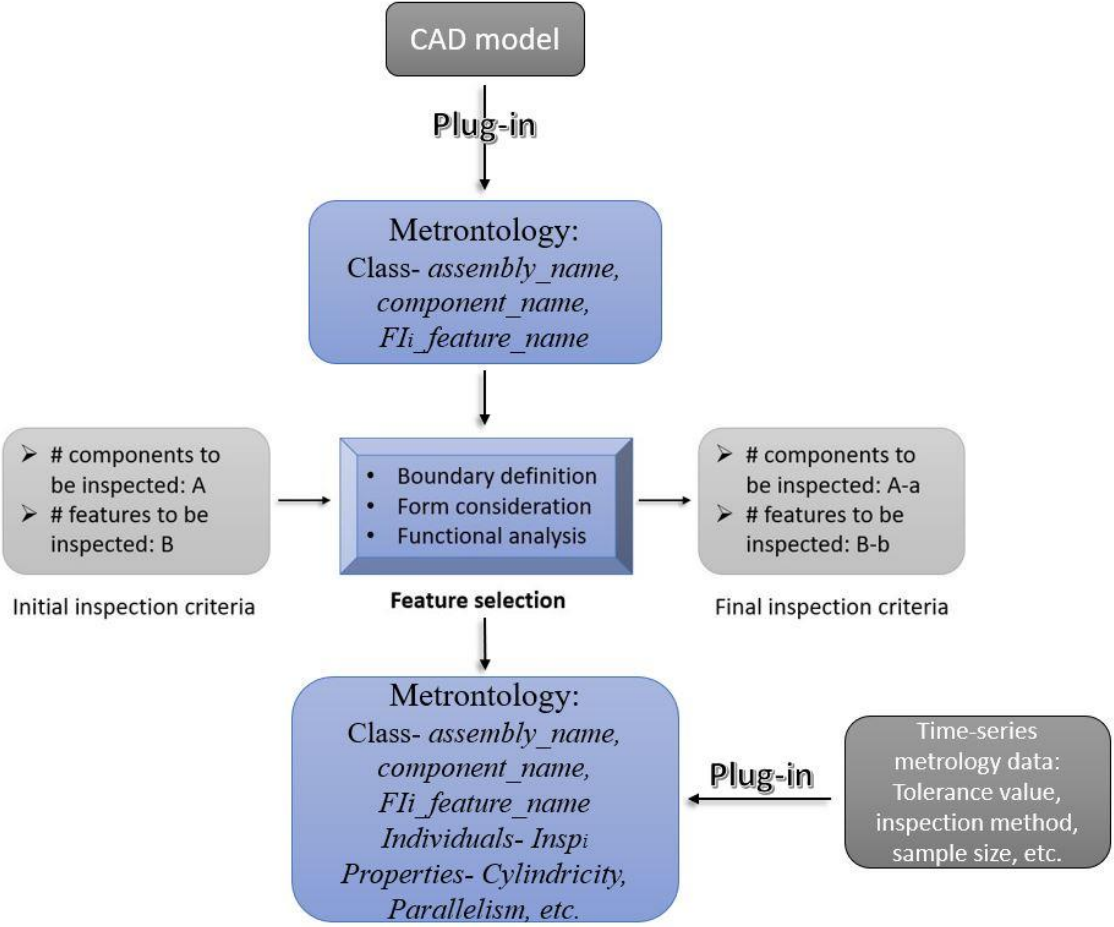 CAD model
Plug-in
Metrontology:
Class- assembly_name,
component_name,
FIi_feature_name
➢ # components to
be inspected: A
➢ # features to be
inspected: B
Initial inspection criteria
• Boundary definition
• Form consideration
• Functional analysis
Feature selection
➢ # components to
be inspected: A-a
➢ # features to be
inspected: B-b
Final inspection criteria
Metrontology:
Class- assembly_name,
component_name,
FIi_feature_name
Individuals- Inspi
Properties- Cylindricity,
Parallelism, etc.
Plug-in
Time-series
metrology data:
Tolerance value,
inspection method,
sample size, etc.